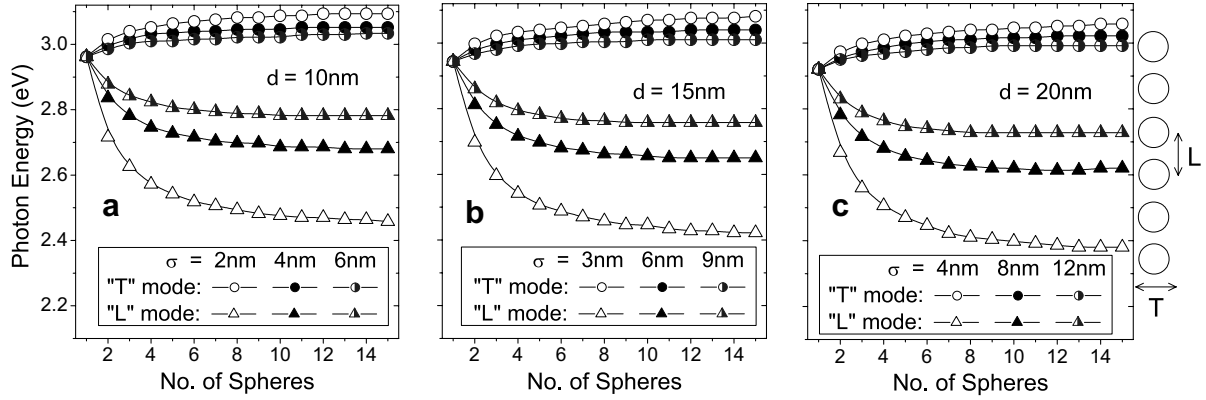 Photon Energy (eV)
3.0
2.8
2.6
2.4
2.2
d = 10nm
a
σ = 2nm 4nm 6nm
"T" mode:
"L" mode:
2 4 6 8 10 12 14
No. of Spheres
d = 15nm
b
σ = 3nm 6nm 9nm
"T" mode:
"L" mode:
2 4 6 8 10 12 14
No. of Spheres
d = 20nm
c
σ = 4nm 8nm 12nm
"T" mode:
"L" mode:
2 4 6 8 10 12 14
No. of Spheres
L
T